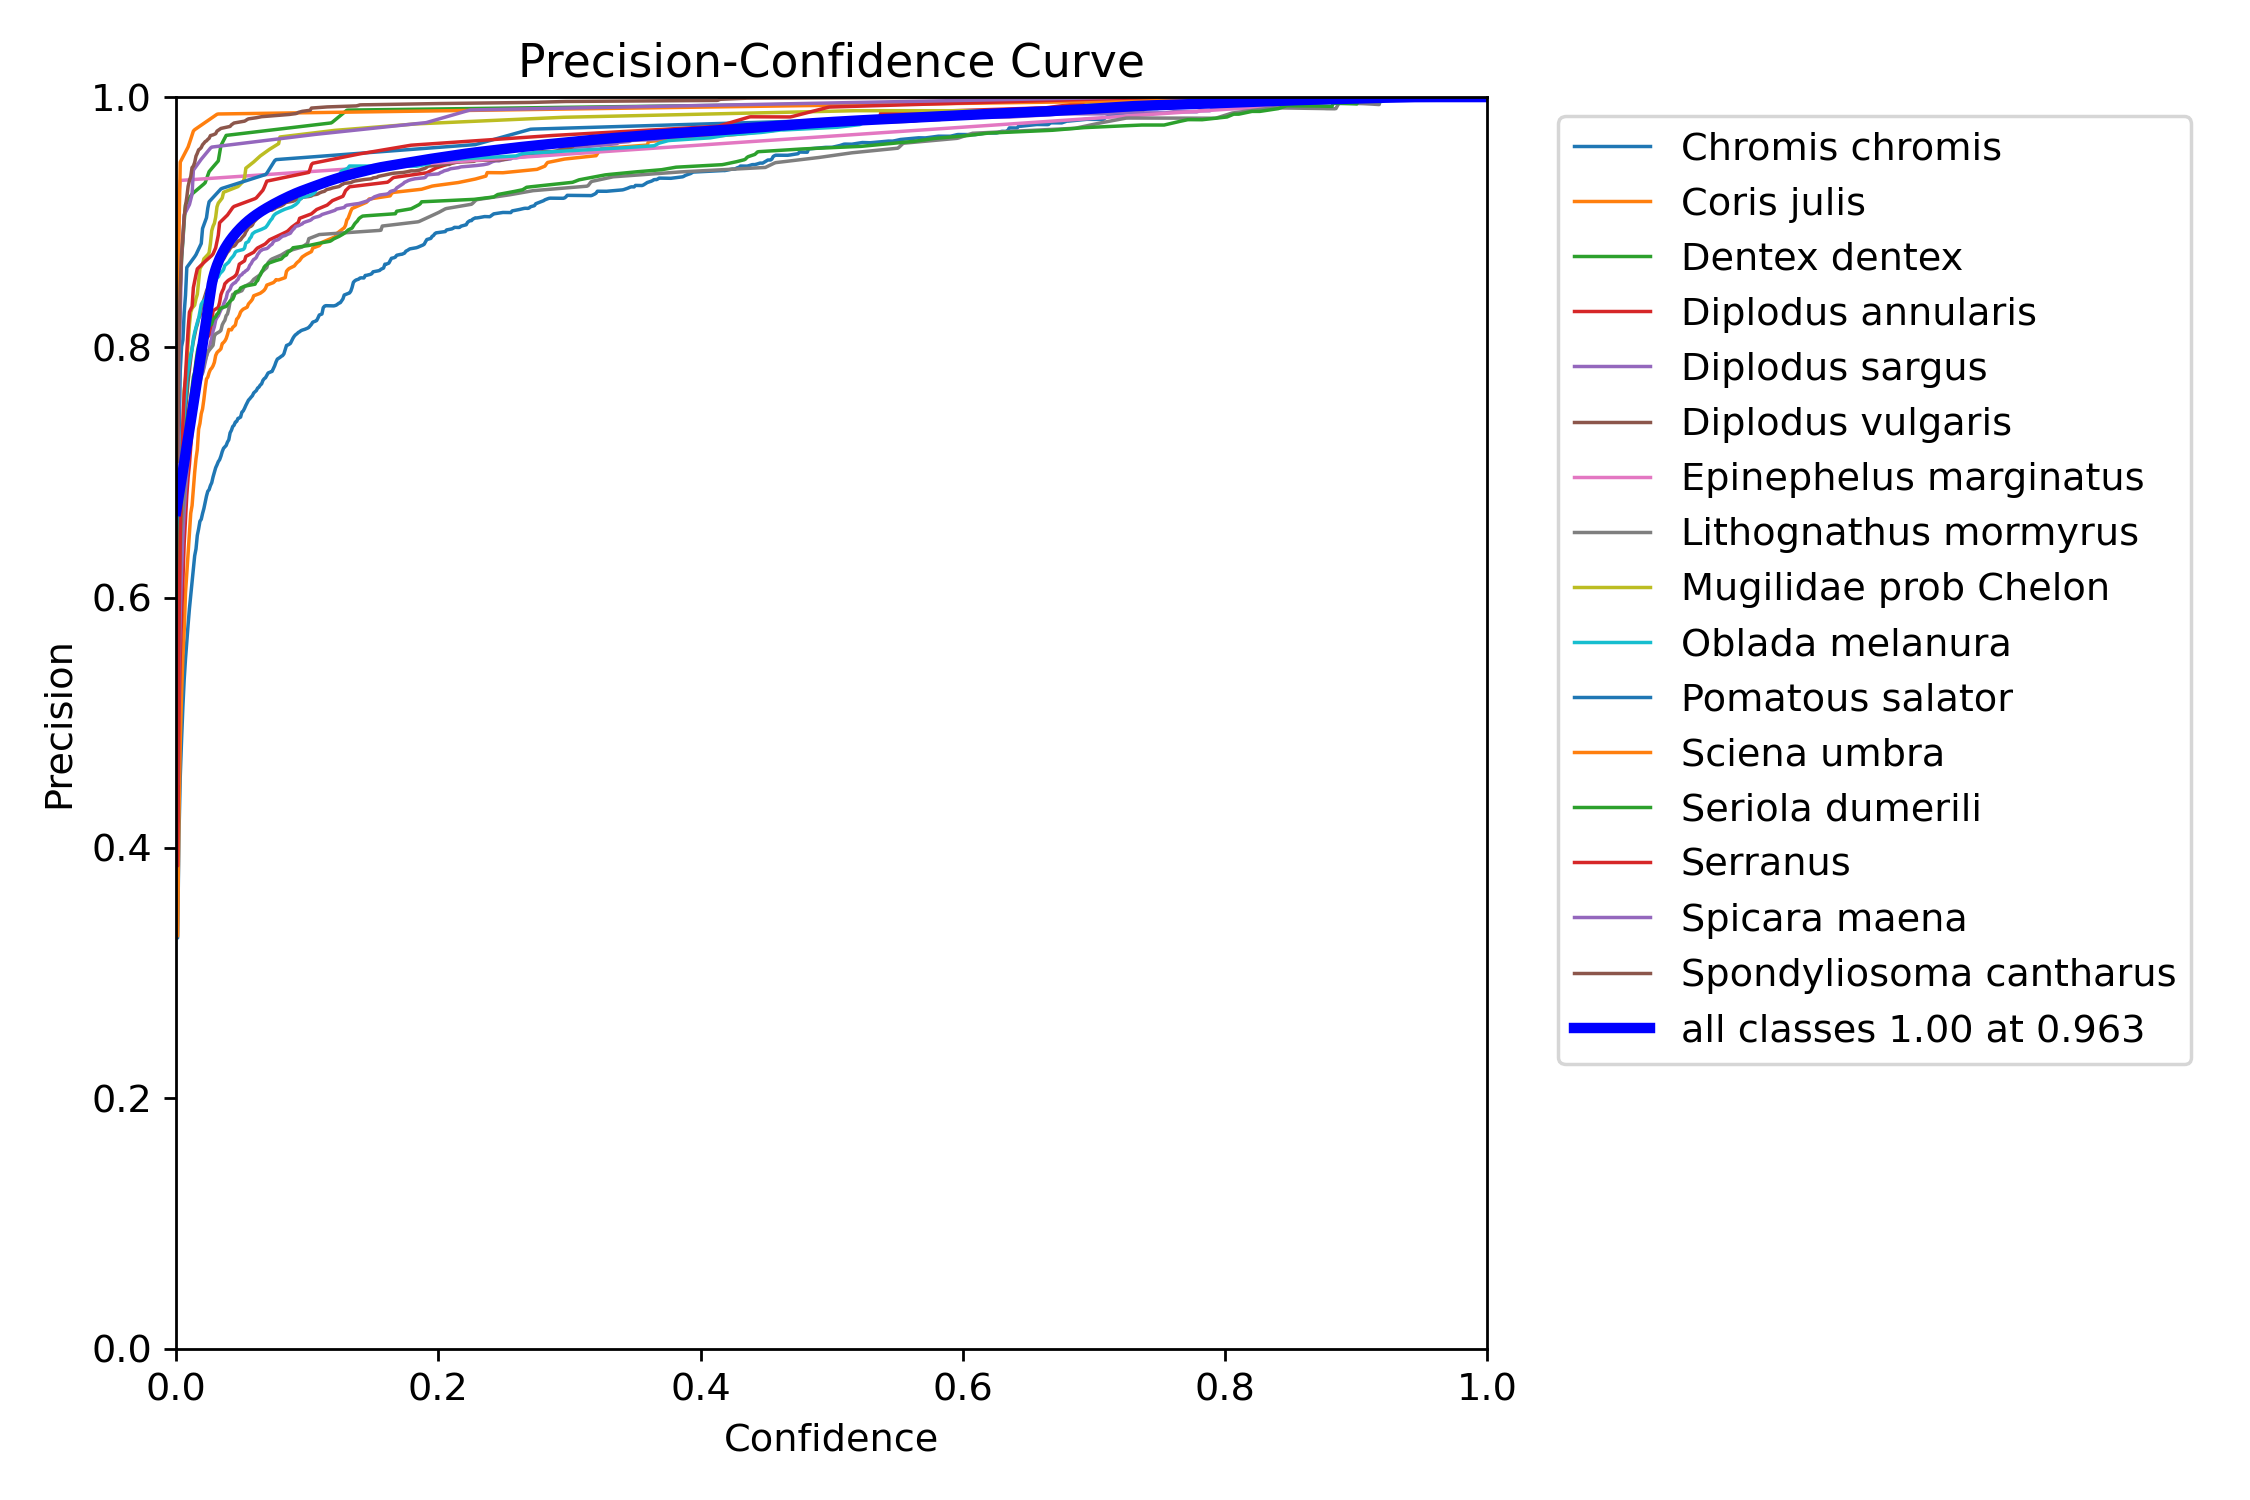 Precision-Confidence Curve
1.0
0.8
0.6
0.4
0.2
0.0
Precision
0.0 0.2 0.4 0.6 0.8 1.0
Confidence
Chromis chromis
Coris julis
Dentex dentex
Diplodus annularis
Diplodus sargus
Diplodus vulgaris
Epinephelus marginatus
Lithognathus mormyrus
Mugilidae prob Chelon
Oblada melanura
Pomatous salator
Sciena umbra
Seriola dumerili
Serranus
Spicara maena
Spondyliosoma cantharus
all classes 1.00 at 0.963